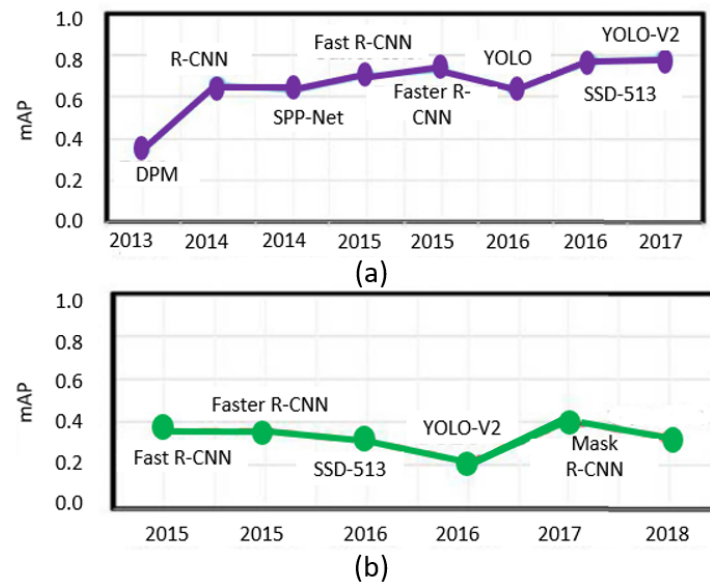 1.0
0.8
0.6
0.4
0.2
0.0
mAP
R-CNN
Fast R-CNN
YOLO
YOLO-V2
DPM
SPP-Net
Faster R-
CNN
SSD-513
2013 2014 2014 2015 2015 2016 2016 2017
(a)
1.0
0.8
0.6
0.4
0.2
0.0
mAP
Faster R-CNN
YOLO-V2
Fast R-CNN
SSD-513
Mask
R-CNN
2015 2015 2016 2016 2017 2018
(b)